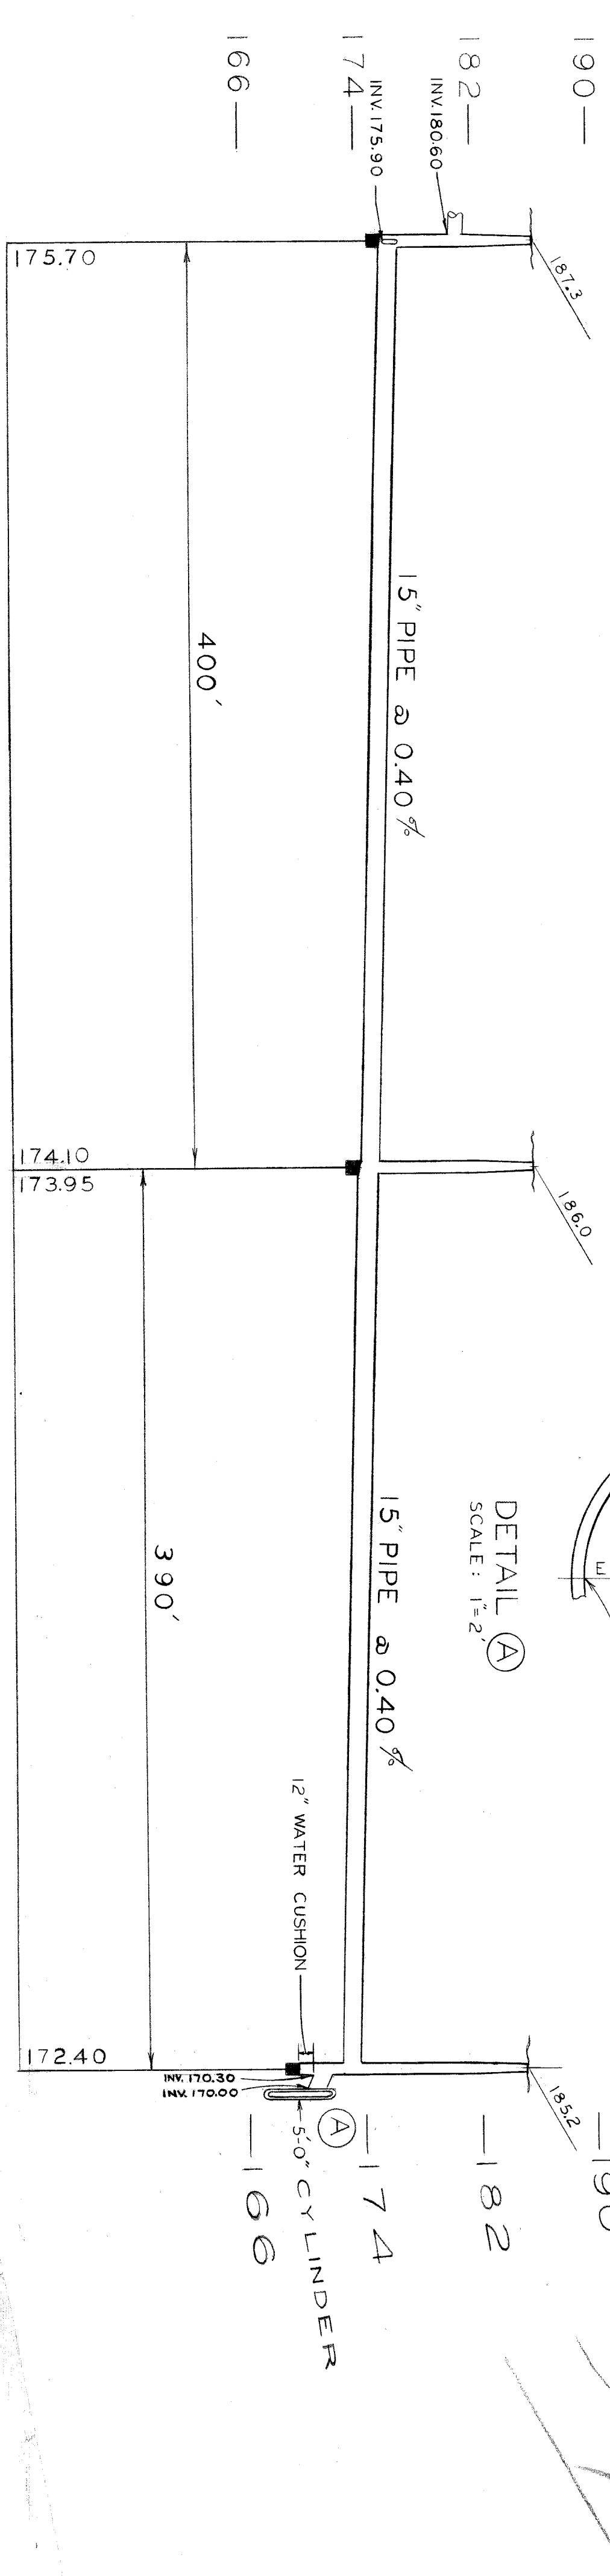 190
182
174
166
INV. 180.60
INV. 175.90
187.3
175.70
15" PIPE @ 0.40 %
400'
186.0
174.10
173.95
DETAIL A
SCALE: 1"=2'
E
15" PIPE @ 0.40 %
390'
12" WATER CUSHION
185.2
172.40
INV. 170.30
INV. 170.00
A
5'-0" CYLINDER
190
182
174
166